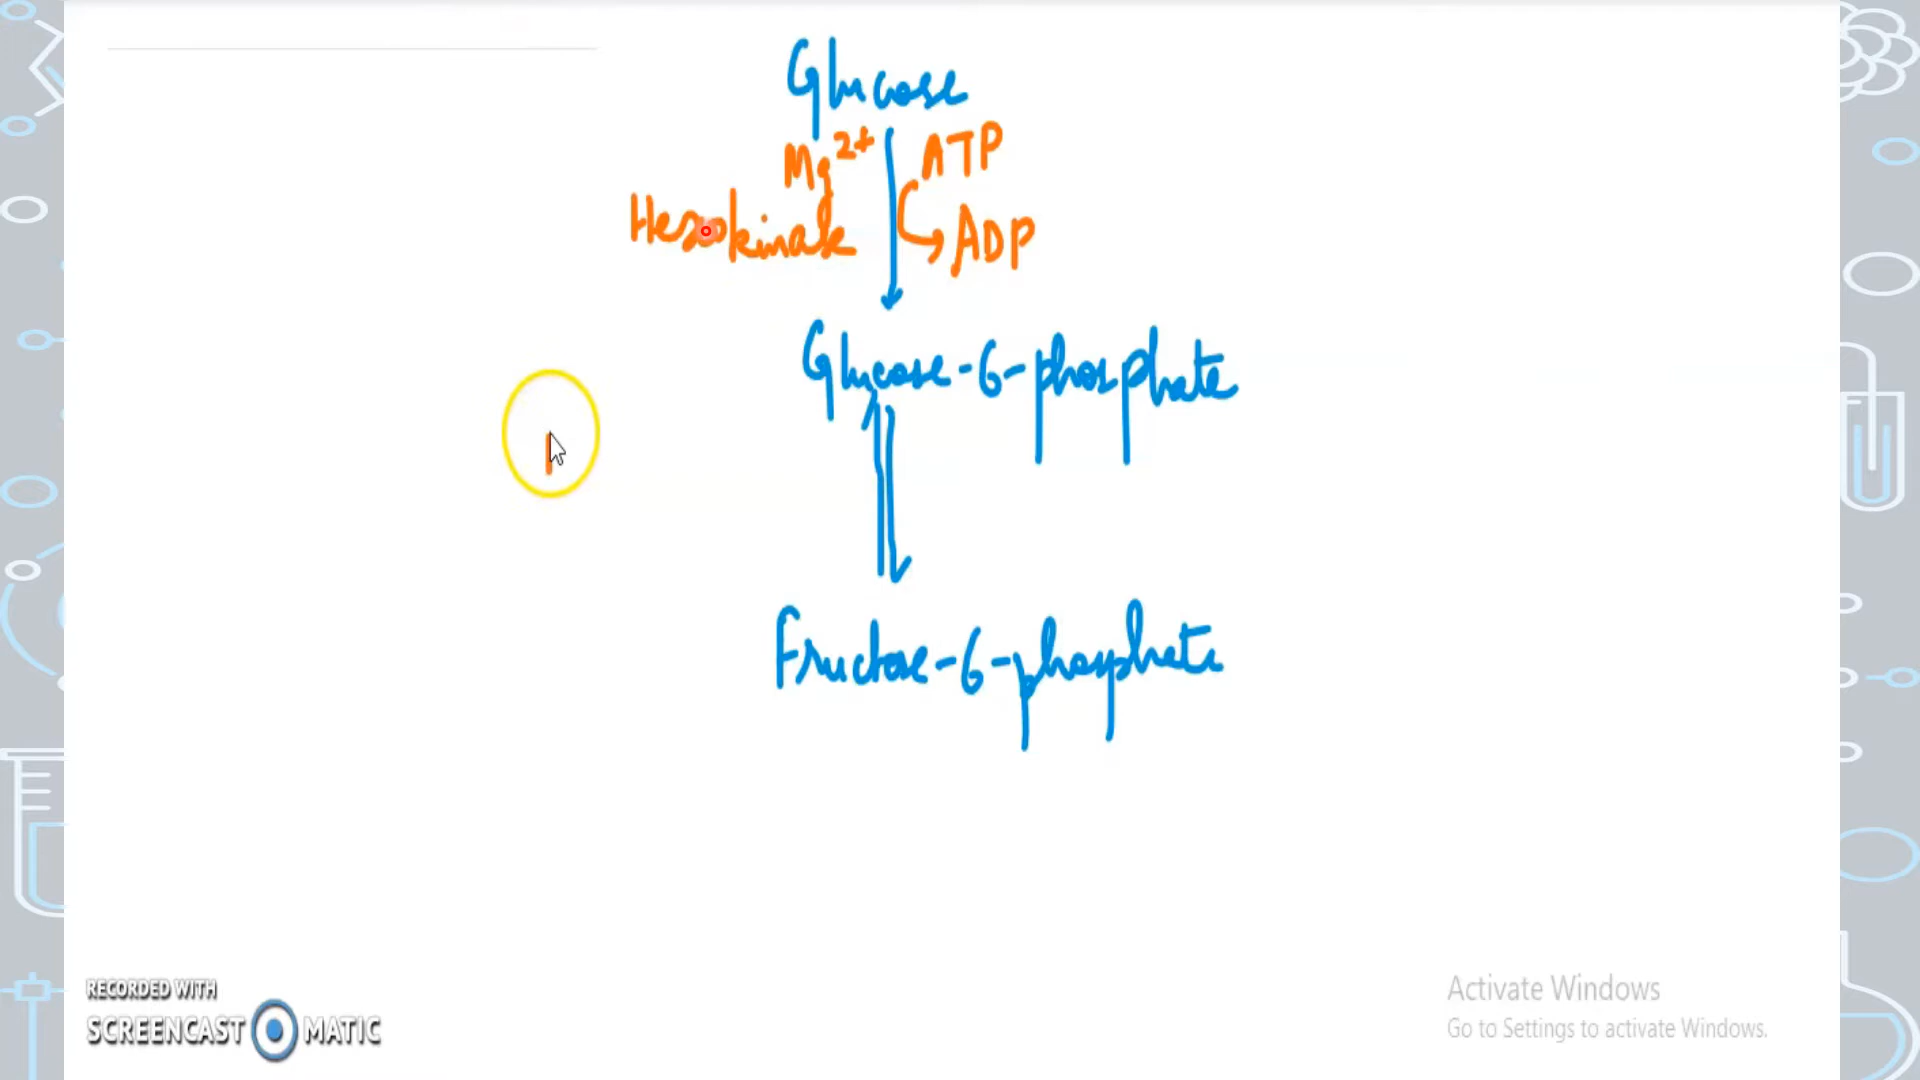 Glucose
Mg2+ ATP
Hexokinase ADP
Glucose-6-phosphate
Fructose-6-phosphate
RECORDED WITH
SCREENCAST MATIC
Activate Windows
Go to Settings to activate Windows.